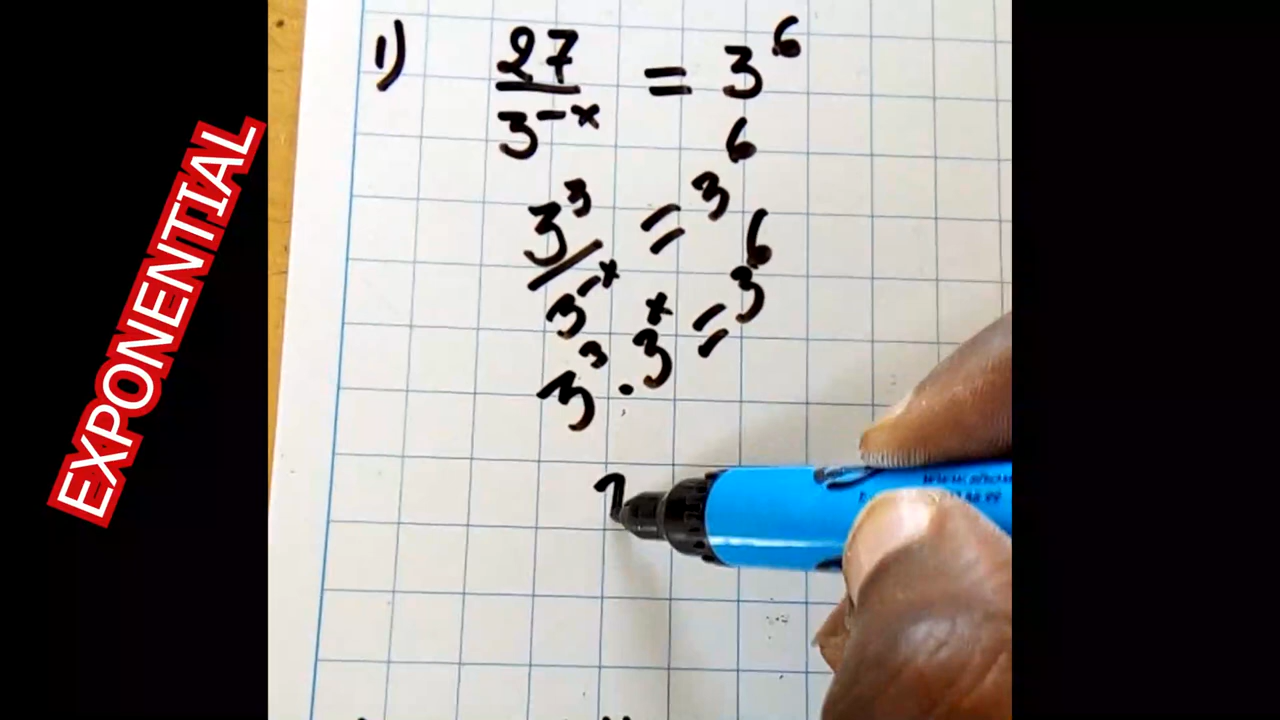 EXPONENTIAL
1) 27/3^-x = 3^6
3^3/3^-x = 3^6
3^3 . 3^x = 3^6